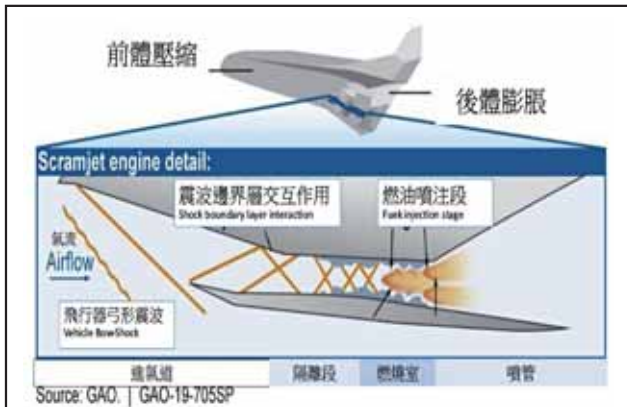 前體壓縮
後體膨脹
Scramjet engine detail:
震波邊界層交互作用
Shock boundary layer interaction
燃油噴注段
Fuek injection stage
氣流
Airflow
飛行器弓形震波
Vehicle BowShock
進氣道
隔離段
燃燒室
噴管
Source: GAO. | GAO-19-705SP